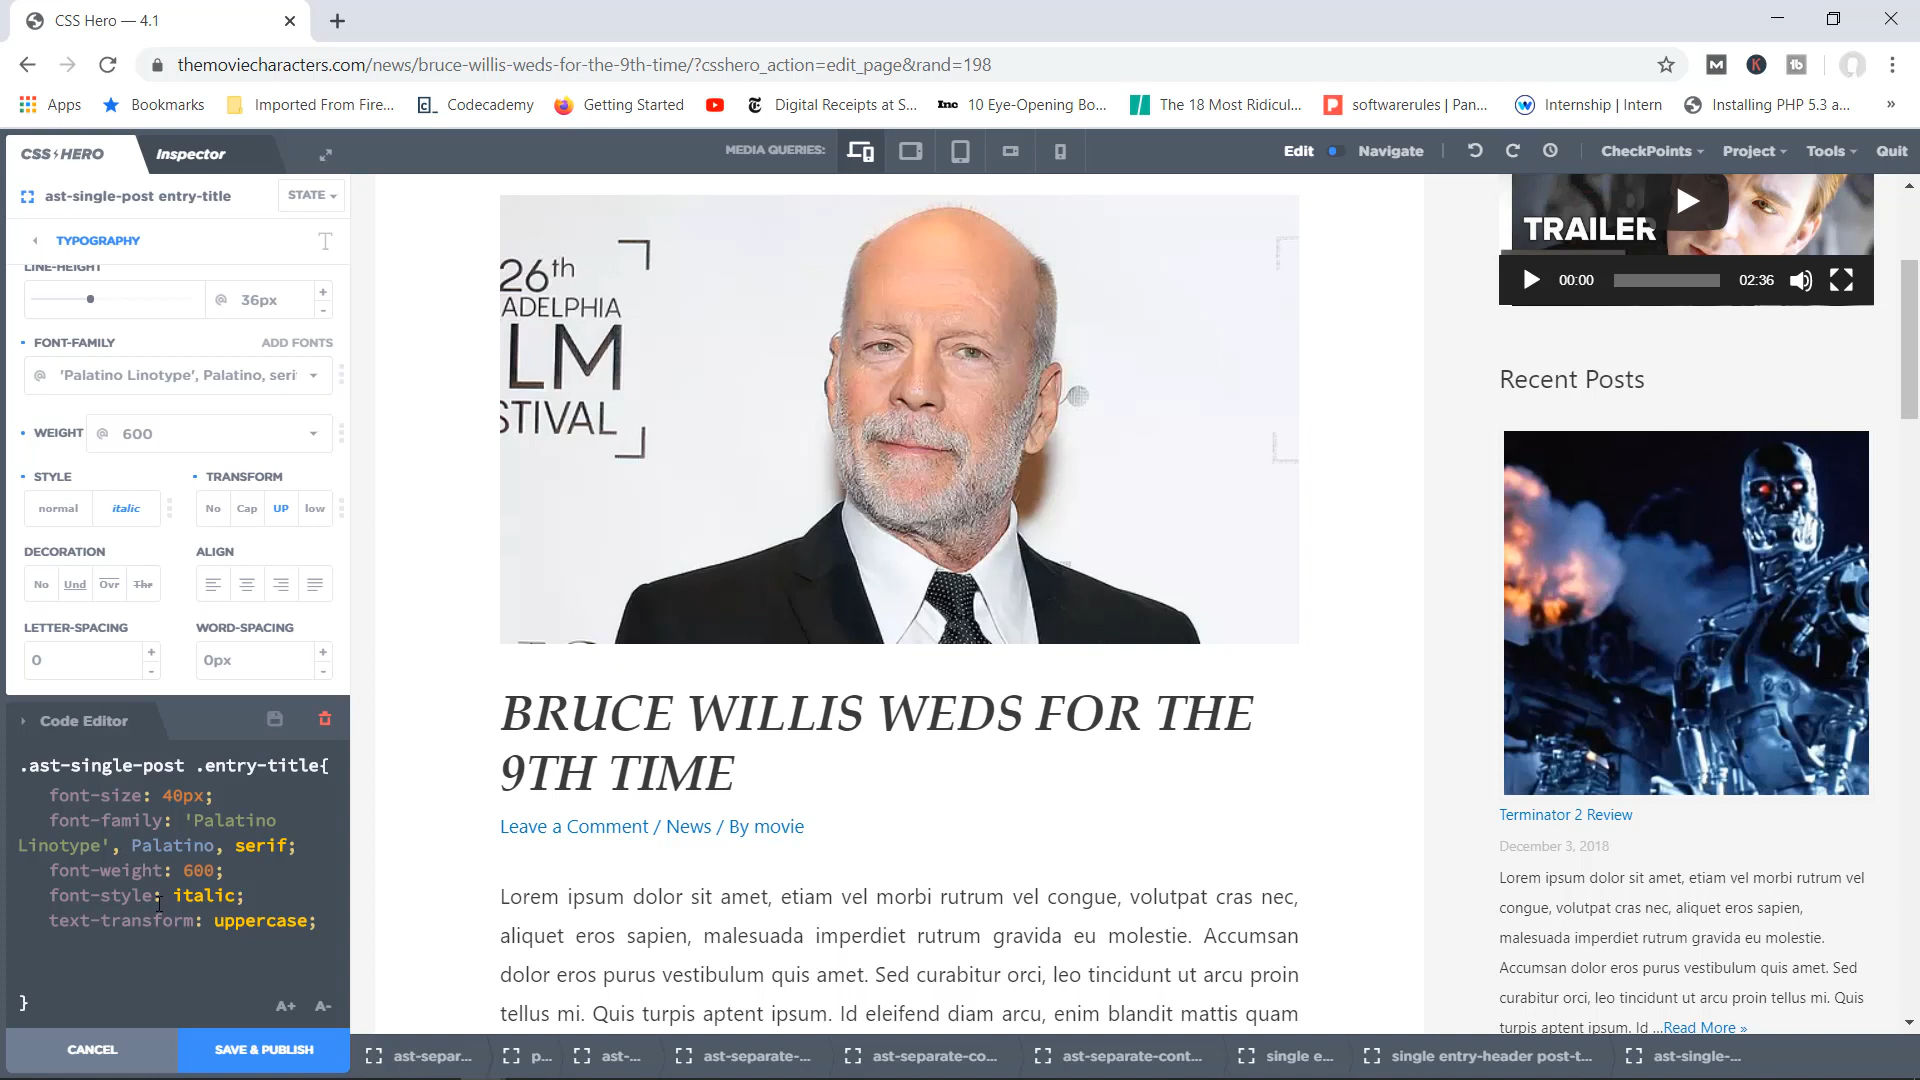 CSS Hero — 4.1
themoviecharacters.com/news/bruce-willis-weds-for-the-9th-time/?csshero_action=edit_page&rand=198
Apps Bookmarks Imported From Fire... Codecademy Getting Started Digital Receipts at S... Inc 10 Eye-Opening Bo... The 18 Most Ridicul... softwarerules | Pan... Internship | Intern Installing PHP 5.3 a... »
CSS HERO Inspector
MEDIA QUERIES:
Edit Navigate CheckPoints Project Tools Quit
ast-single-post entry-title STATE
TYPOGRAPHY
LINE-HEIGHT
@ 36px + -
FONT-FAMILY ADD FONTS
@ 'Palatino Linotype', Palatino, seri
WEIGHT @ 600
STYLE TRANSFORM
normal italic No Cap UP low
DECORATION ALIGN
No Und Ovr Thr
LETTER-SPACING WORD-SPACING
0 + - 0px + -
Code Editor
.ast-single-post .entry-title{
font-size: 40px;
font-family: 'Palatino
Linotype', Palatino, serif;
font-weight: 600;
font-style: italic;
text-transform: uppercase;
}
A+ A-
CANCEL SAVE & PUBLISH
26th
ADELPHIA
LM
STIVAL
BRUCE WILLIS WEDS FOR THE
9TH TIME
Leave a Comment / News / By movie
Lorem ipsum dolor sit amet, etiam vel morbi rutrum vel congue, volutpat cras nec,
aliquet eros sapien, malesuada imperdiet rutrum gravida eu molestie. Accumsan
dolor eros purus vestibulum quis amet. Sed curabitur orci, leo tincidunt ut arcu proin
tellus mi. Quis turpis aptent ipsum. Id eleifend diam arcu, enim blandit mattis quam
TRAILER
00:00 02:36
Recent Posts
Terminator 2 Review
December 3, 2018
Lorem ipsum dolor sit amet, etiam vel morbi rutrum vel
congue, volutpat cras nec, aliquet eros sapien,
malesuada imperdiet rutrum gravida eu molestie.
Accumsan dolor eros purus vestibulum quis amet. Sed
curabitur orci, leo tincidunt ut arcu proin tellus mi. Quis
turpis aptent ipsum. Id ...Read More »
ast-separ... p... ast-... ast-separate-... ast-separate-co... ast-separate-cont... single e... single entry-header post-t... ast-single-...